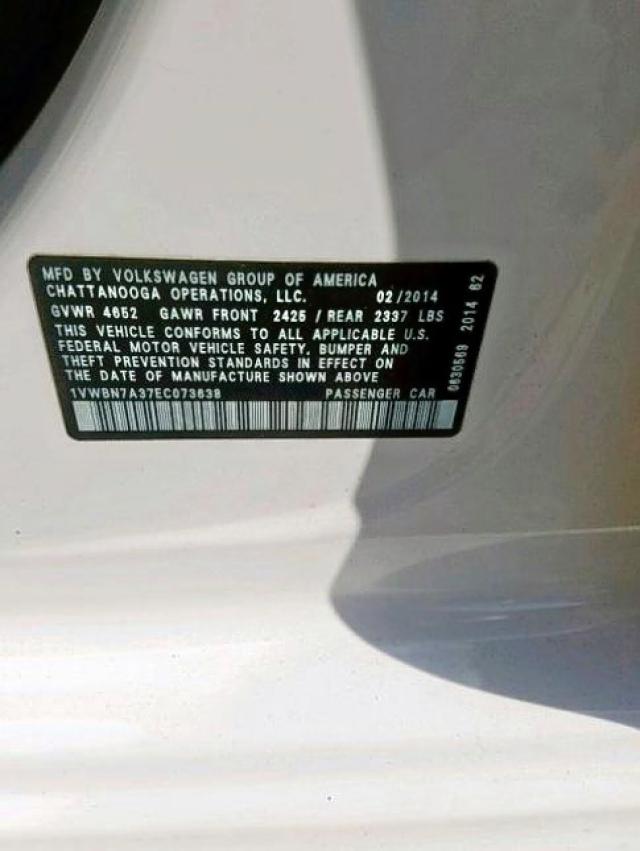 MFD BY VOLKSWAGEN GROUP OF AMERICA
CHATTANOOGA OPERATIONS, LLC. 02/2014
GVWR 4652 GAWR FRONT 2425 / REAR 2337 LBS
THIS VEHICLE CONFORMS TO ALL APPLICABLE U.S.
FEDERAL MOTOR VEHICLE SAFETY, BUMPER AND
THEFT PREVENTION STANDARDS IN EFFECT ON
THE DATE OF MANUFACTURE SHOWN ABOVE
1VWBN7A37EC073638 PASSENGER CAR
0630569 2014 62